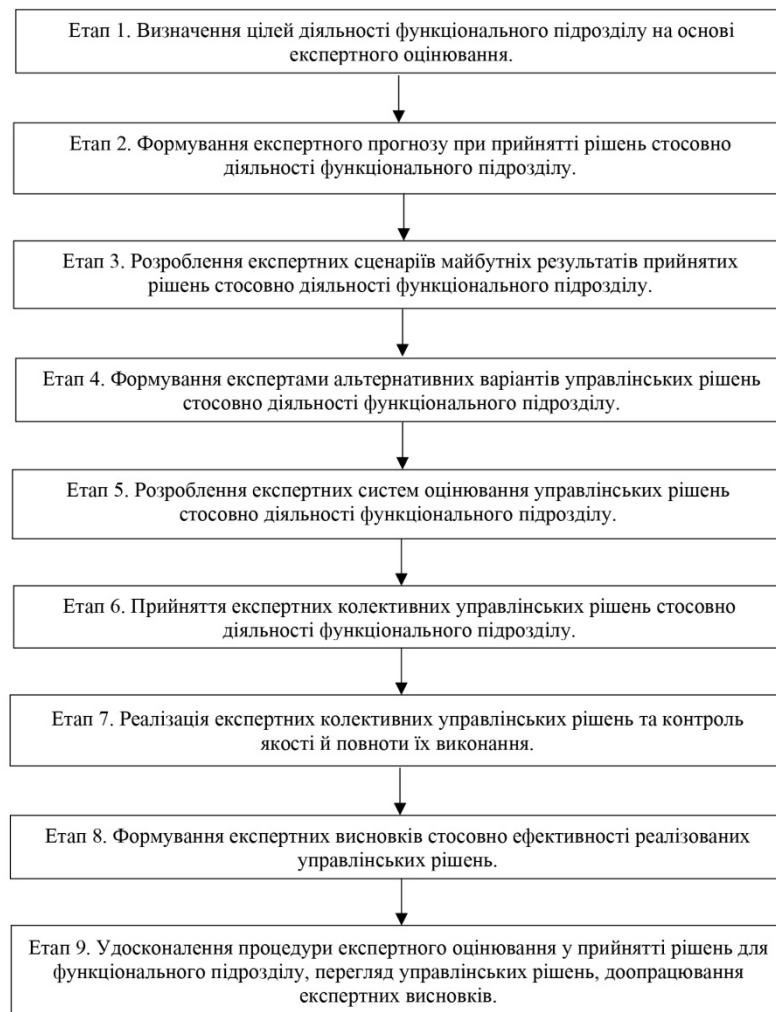 Етап 1. Визначення цілей діяльності функціонального підрозділу на основі
експертного оцінювання.
Етап 2. Формування експертного прогнозу при прийнятті рішень стосовно
діяльності функціонального підрозділу.
Етап 3. Розроблення експертних сценаріїв майбутніх результатів прийнятих
рішень стосовно діяльності функціонального підрозділу.
Етап 4. Формування експертами альтернативних варіантів управлінських рішень
стосовно діяльності функціонального підрозділу.
Етап 5. Розроблення експертних систем оцінювання управлінських рішень
стосовно діяльності функціонального підрозділу.
Етап 6. Прийняття експертних колективних управлінських рішень стосовно
діяльності функціонального підрозділу.
Етап 7. Реалізація експертних колективних управлінських рішень та контроль
якості й повноти їх виконання.
Етап 8. Формування експертних висновків стосовно ефективності реалізованих
управлінських рішень.
Етап 9. Удосконалення процедури експертного оцінювання у прийнятті рішень для
функціонального підрозділу, перегляд управлінських рішень, доопрацювання
експертних висновків.